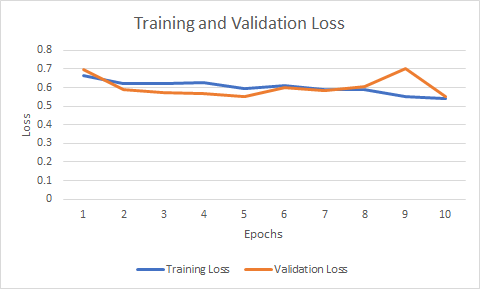 Training and Validation Loss
0.8
0.7
0.6
0.5
0.4
0.3
0.2
0.1
0
Loss
1 2 3 4 5 6 7 8 9 10
Epochs
Training Loss Validation Loss